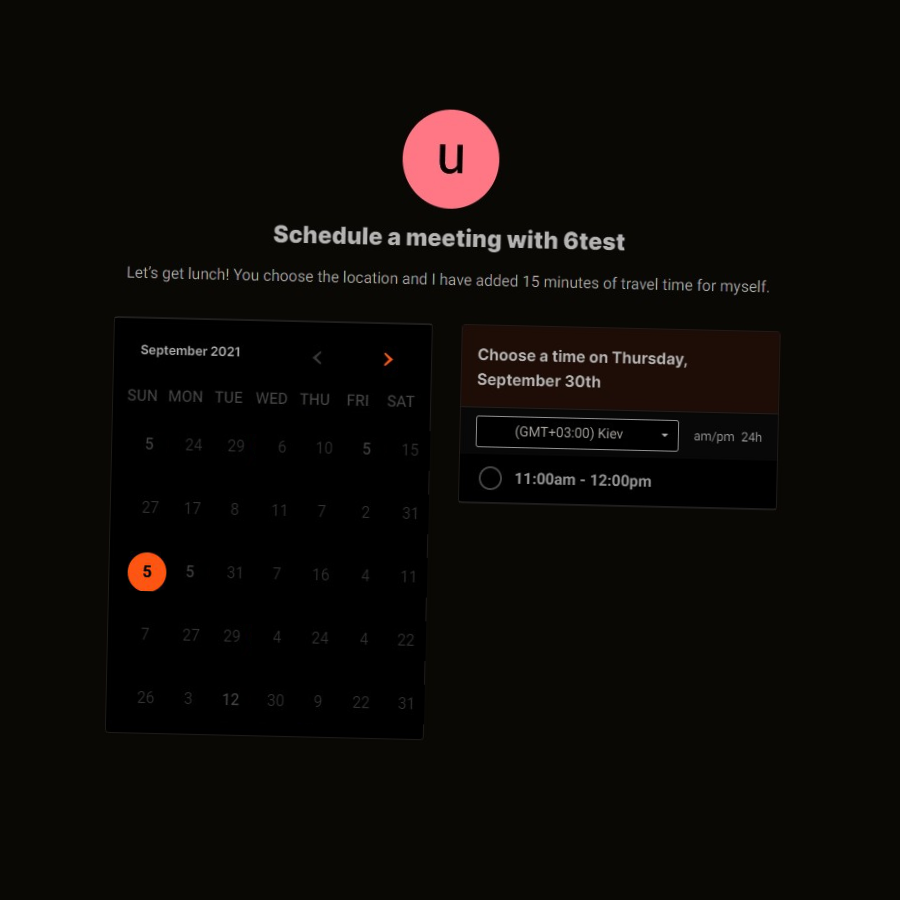 u
Schedule a meeting with 6test
Let's get lunch! You choose the location and I have added 15 minutes of travel time for myself.
September 2021
SUN MON TUE WED THU FRI SAT
5 24 29 6 10 5 15
27 17 8 11 7 2 31
5 5 31 7 16 4 11
7 27 29 4 24 4 22
26 3 12 30 9 22 31
Choose a time on Thursday,
September 30th
(GMT+03:00) Kiev am/pm 24h
11:00am - 12:00pm